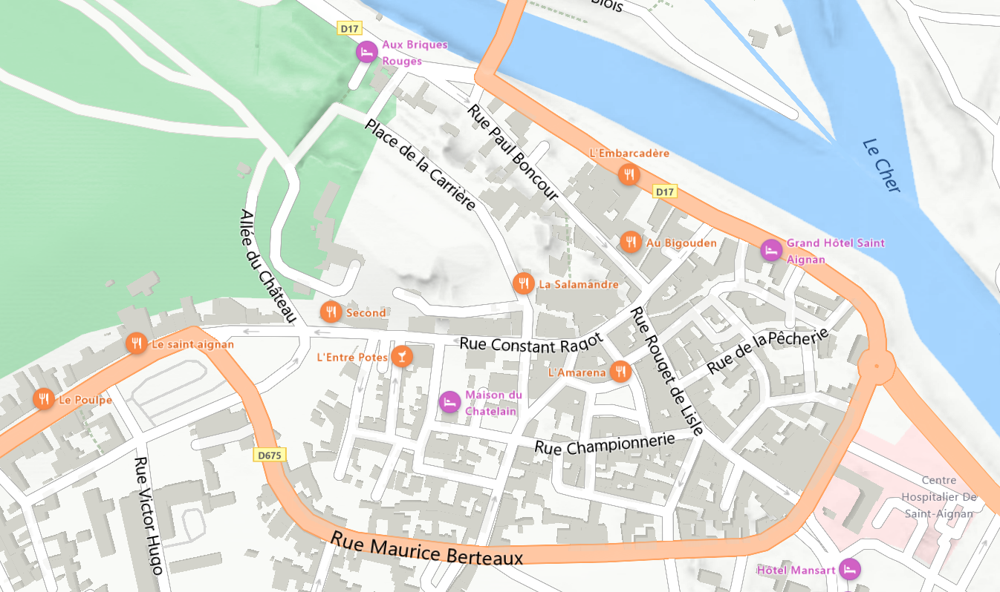 Blois
D17
Aux Briques
Rouges
Rue Paul Boncour
Place de la Carrière
Le Cher
L'Embarcadère
D17
Allée du Château
Au Bigouden
Grand Hôtel Saint
Aignan
La Salamandre
Second
Rue Constant Ragot
Rue Rouget de Lisle
Rue de la Pêcherie
Le saint aignan
L'Entre Potes
L'Amarena
Le Poulpe
Maison du
Chatelain
Rue Championnerie
D675
Rue Victor Hugo
Centre
Hospitalier De
Saint-Aignan
Rue Maurice Berteaux
Hôtel Mansart